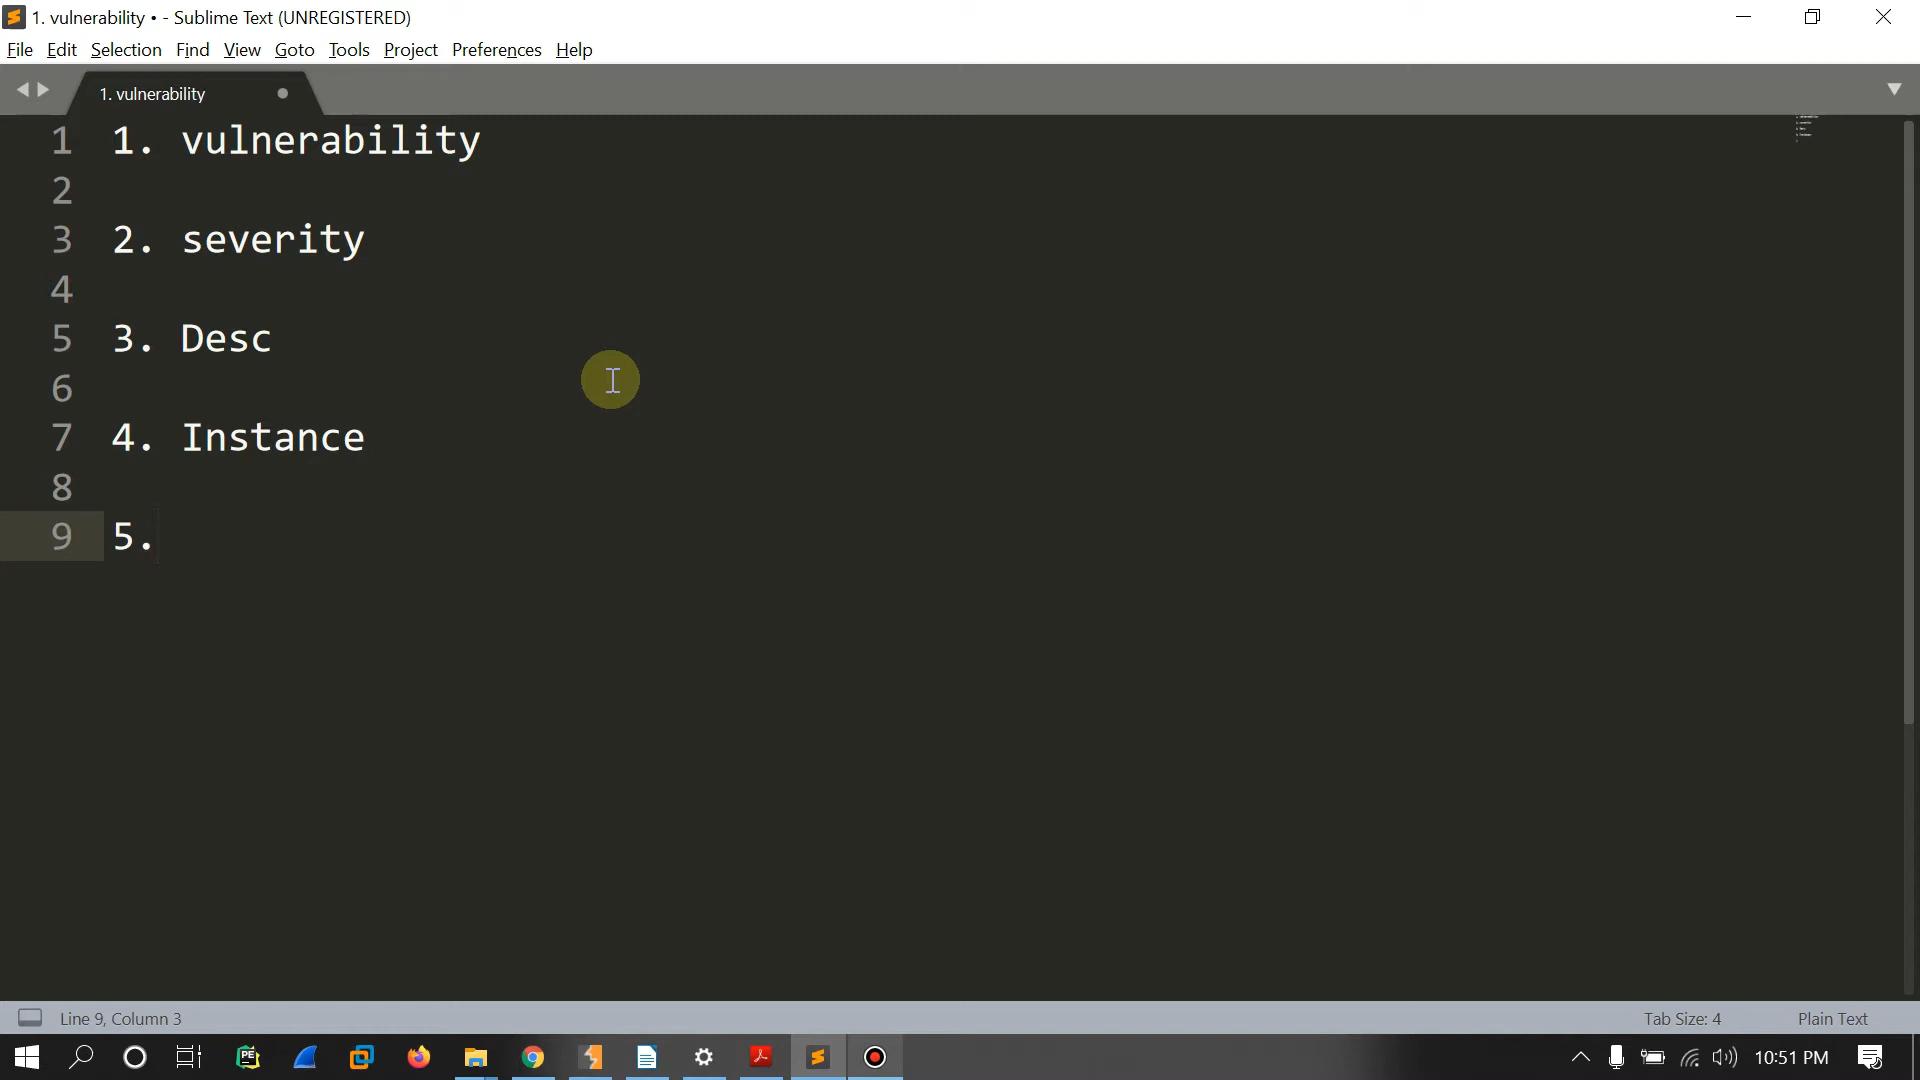 1. vulnerability • - Sublime Text (UNREGISTERED)
File Edit Selection Find View Goto Tools Project Preferences Help
1. vulnerability
1 1. vulnerability
2
3 2. severity
4
5 3. Desc
6
7 4. Instance
8
9 5.
Line 9, Column 3 Tab Size: 4 Plain Text
10:51 PM